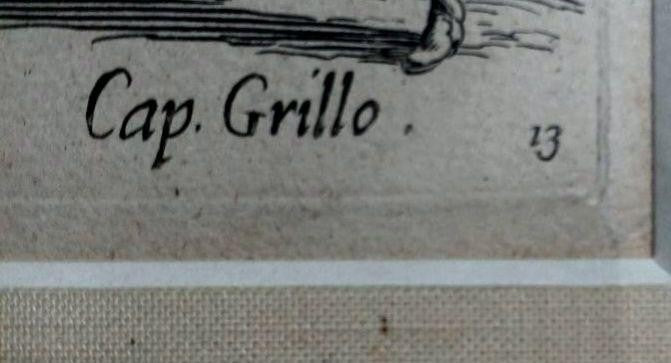 Cap. Grillo .
13